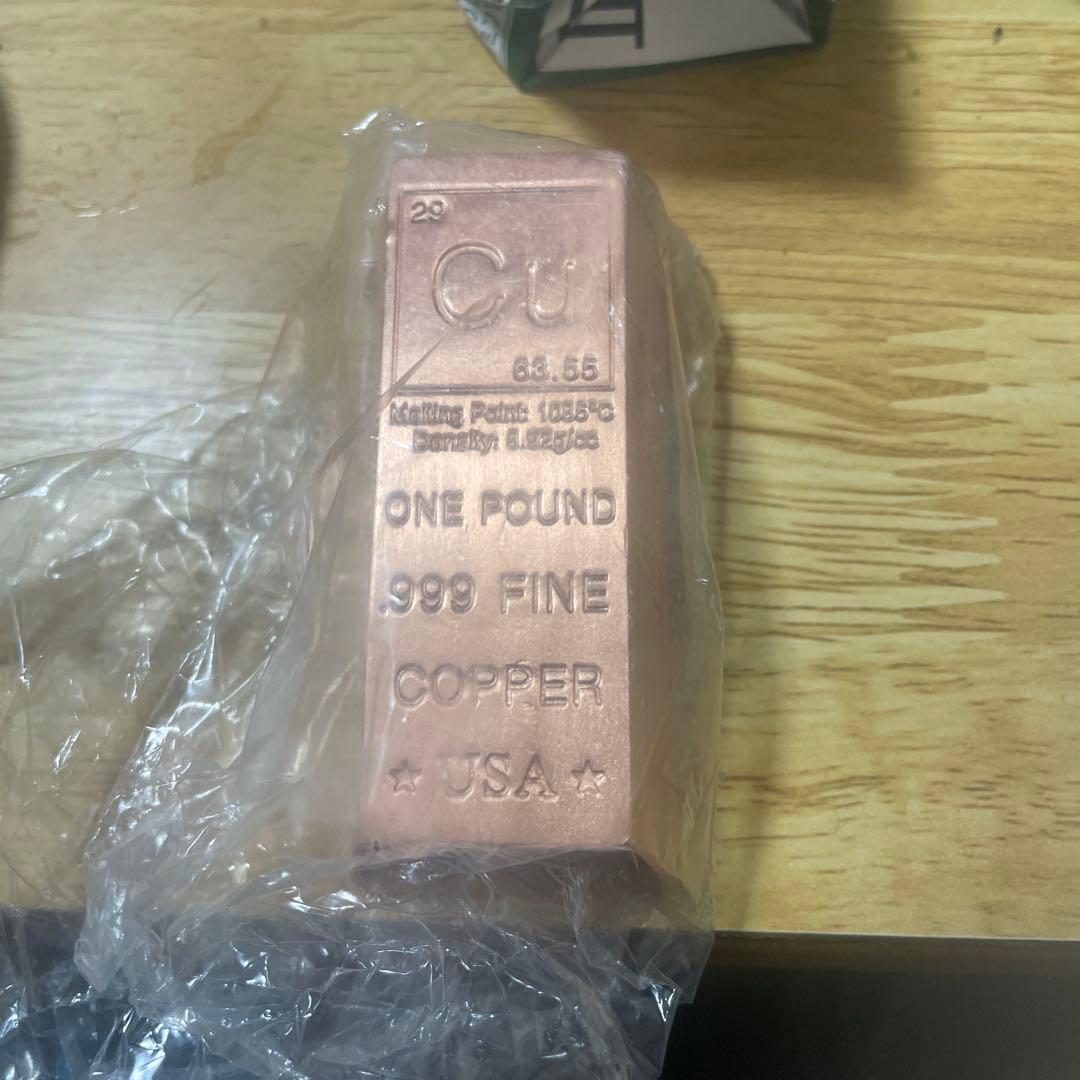 29
Cu
63.55
Melting Point: 1085°C
Density: 8.92g/cc
ONE POUND
.999 FINE
COPPER
☆ USA ☆